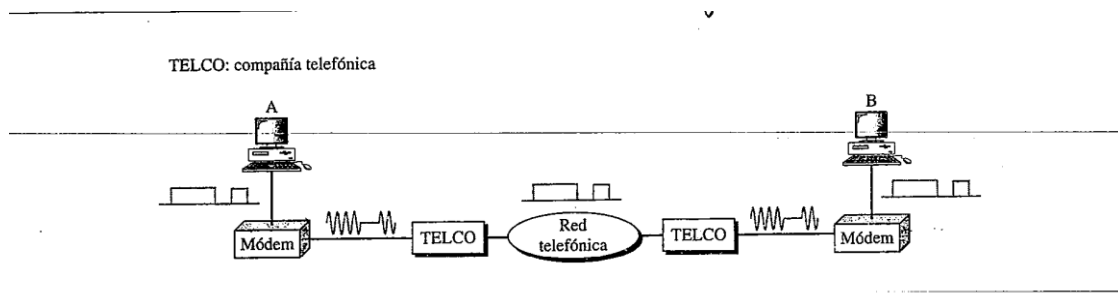 TELCO: compañía telefónica
A
B
Módem
TELCO
Red
telefónica
TELCO
Módem